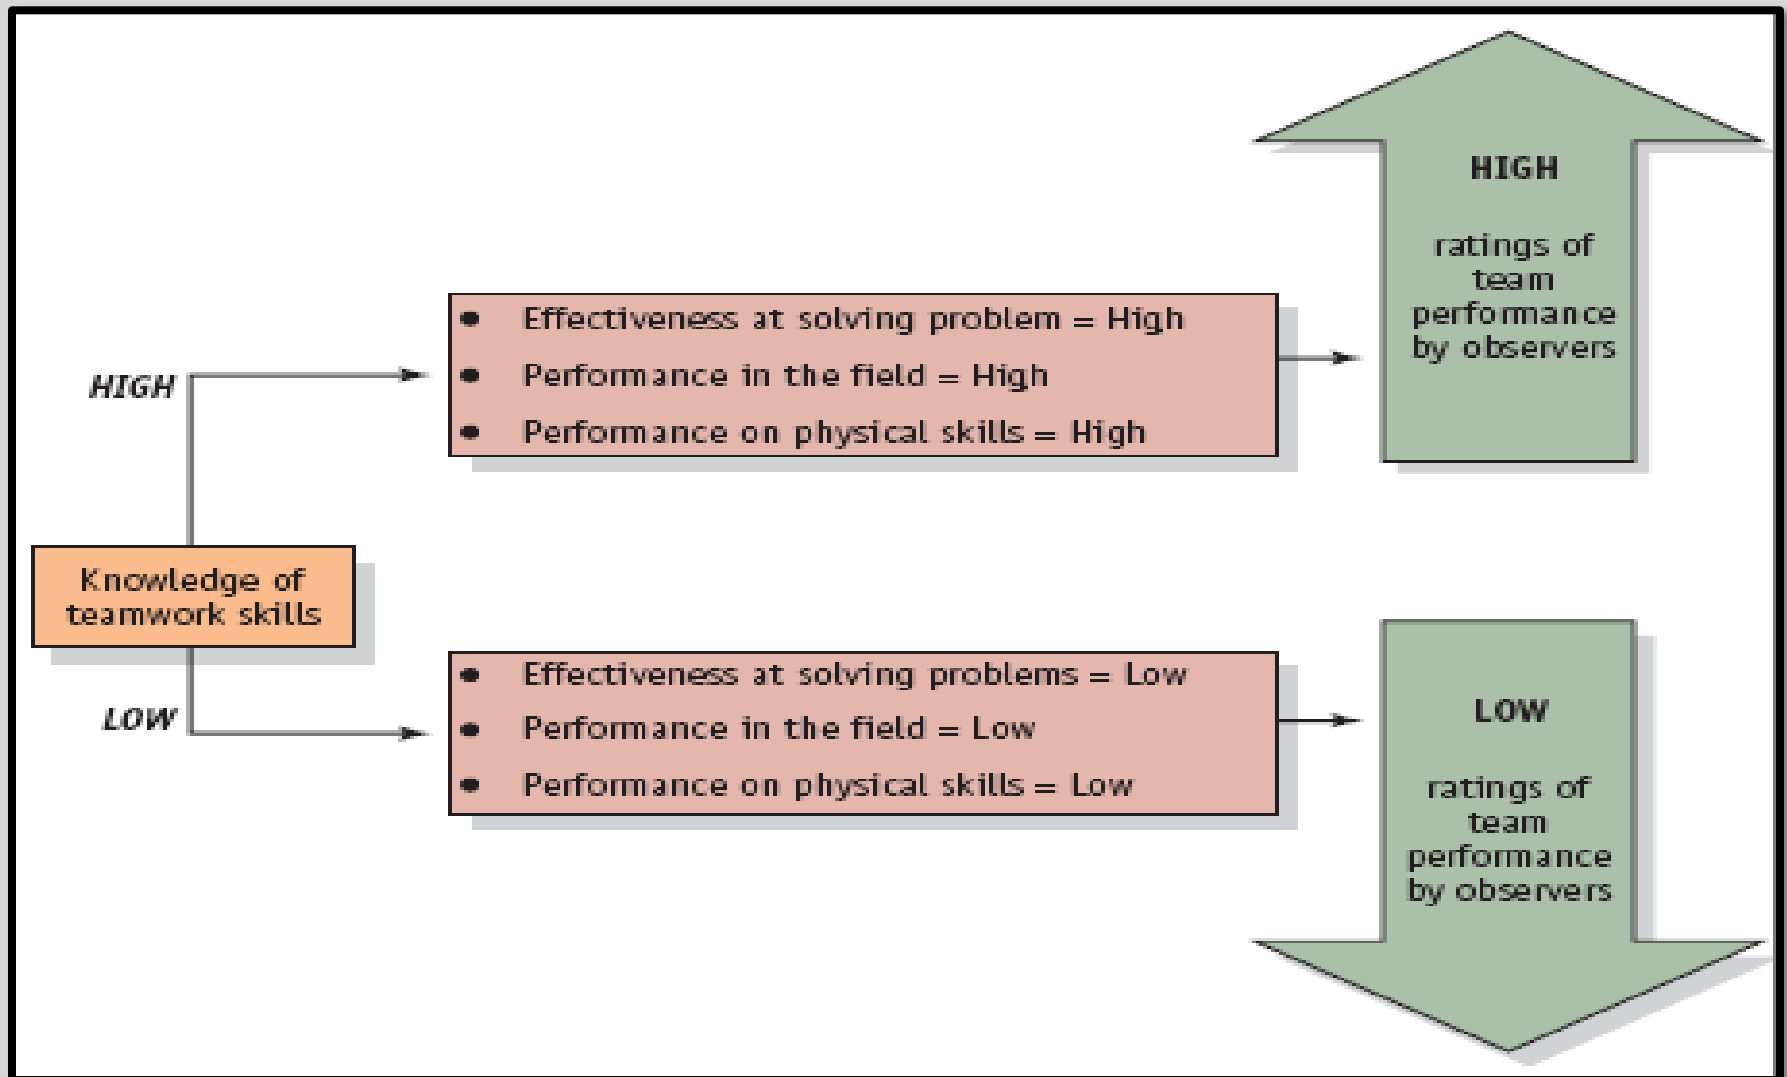 HIGH
Knowledge of
teamwork skills
LOW
• Effectiveness at solving problem = High
• Performance in the field = High
• Performance on physical skills = High
• Effectiveness at solving problems = Low
• Performance in the field = Low
• Performance on physical skills = Low
HIGH
ratings of
team
performance
by observers
LOW
ratings of
team
performance
by observers